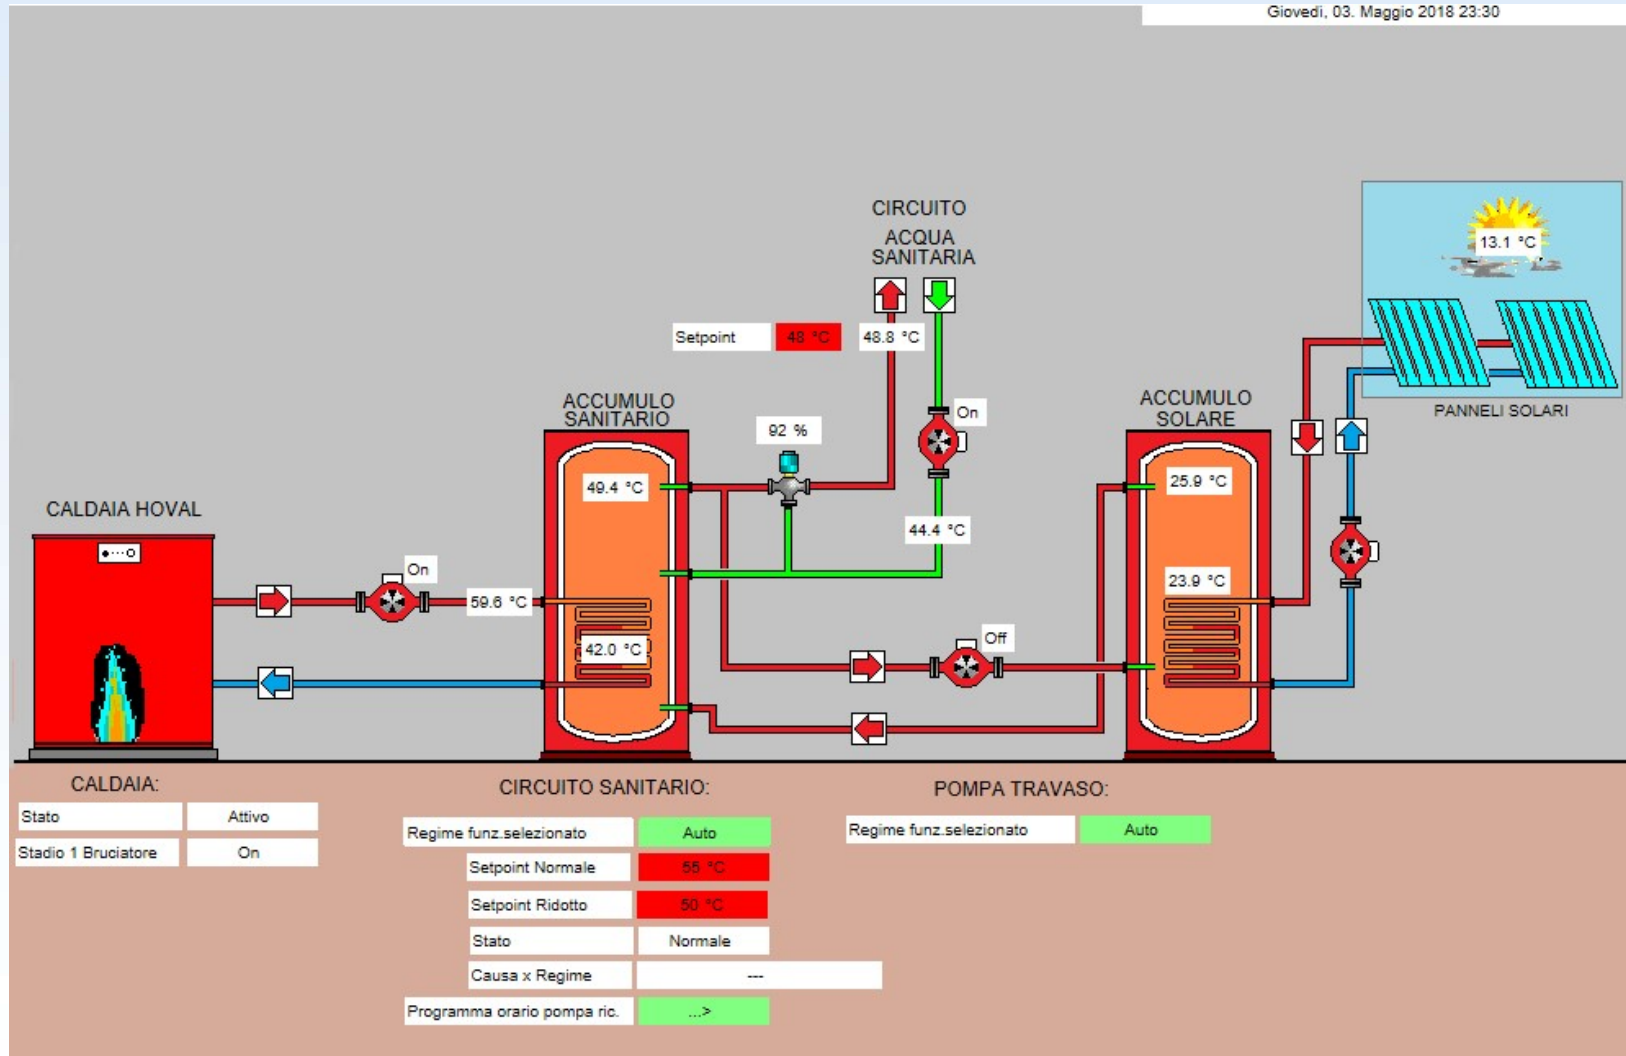 Giovedì, 03. Maggio 2018 23:30
CIRCUITO
ACQUA
SANITARIA
13.1 °C
Setpoint 48 °C 48.8 °C
PANNELI SOLARI
ACCUMULO
SANITARIO
92 %
On
ACCUMULO
SOLARE
49.4 °C
25.9 °C
CALDAIA HOVAL
44.4 °C
On
59.6 °C
23.9 °C
42.0 °C
Off
CALDAIA:
Stato Attivo
Stadio 1 Bruciatore On
CIRCUITO SANITARIO:
Regime funz.selezionato Auto
Setpoint Normale 55 °C
Setpoint Ridotto 50 °C
Stato Normale
Causa x Regime ---
Programma orario pompa ric. ...>
POMPA TRAVASO:
Regime funz.selezionato Auto